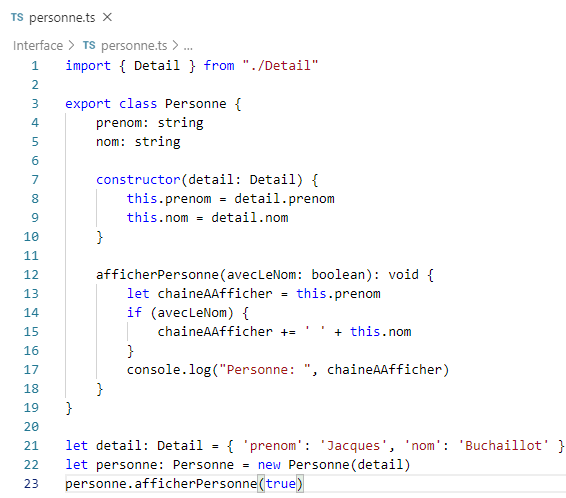 TS personne.ts ×
Interface > TS personne.ts > ...
1 import { Detail } from "./Detail"
2
3 export class Personne {
4 prenom: string
5 nom: string
6
7 constructor(detail: Detail) {
8 this.prenom = detail.prenom
9 this.nom = detail.nom
10 }
11
12 afficherPersonne(avecLeNom: boolean): void {
13 let chaineAAfficher = this.prenom
14 if (avecLeNom) {
15 chaineAAfficher += ' ' + this.nom
16 }
17 console.log("Personne: ", chaineAAfficher)
18 }
19 }
20
21 let detail: Detail = { 'prenom': 'Jacques', 'nom': 'Buchaillot' }
22 let personne: Personne = new Personne(detail)
23 personne.afficherPersonne(true)